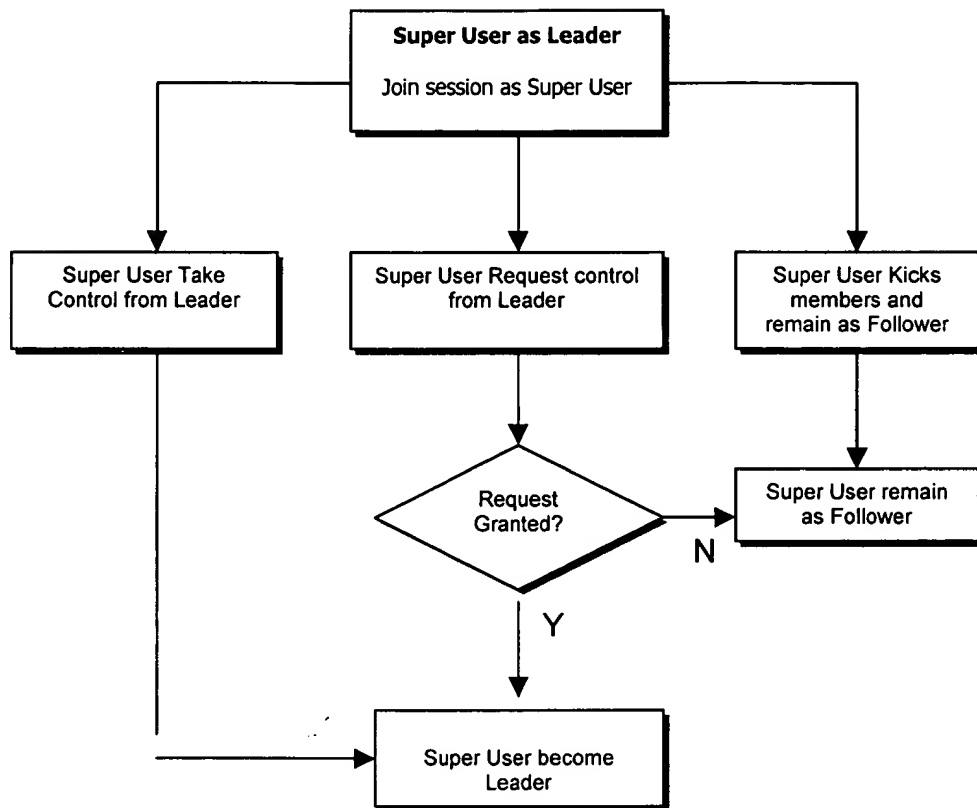 Super User as Leader
Join session as Super User
Super User Take
Control from Leader
Super User Request control
from Leader
Super User Kicks
members and
remain as Follower
Request
Granted?
N
Super User remain
as Follower
Y
Super User become
Leader